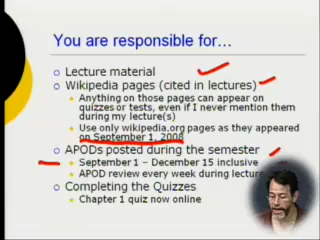 You are responsible for...
Lecture material
Wikipedia pages (cited in lectures)
Anything on those pages can appear on
quizzes or tests, even if I never mention them
during my lecture(s)
Use only wikipedia.org pages as they appeared
on September 1, 2008
APODs posted during the semester
September 1 – December 15 inclusive
APOD review every week during lecture
Completing the Quizzes
Chapter 1 quiz now online